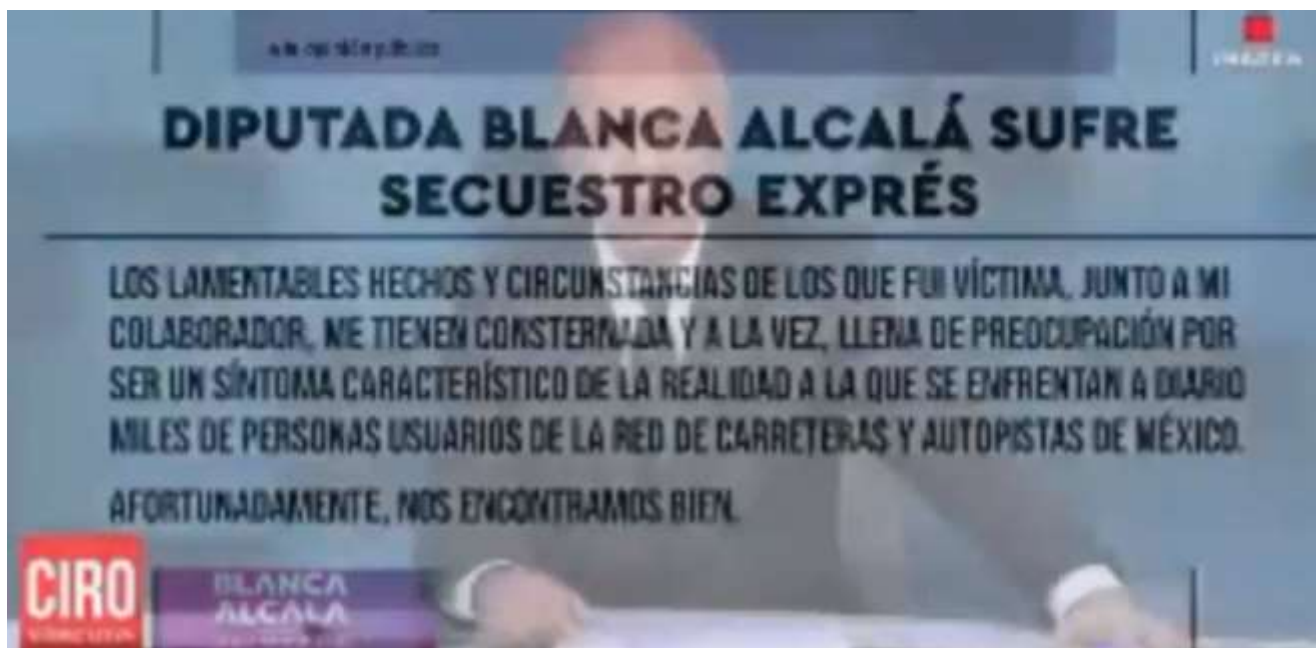 DIPUTADA BLANCA ALCALÁ SUFRE
SECUESTRO EXPRÉS
LOS LAMENTABLES HECHOS Y CIRCUNSTANCIAS DE LOS QUE FUI VÍCTIMA, JUNTO A MI
COLABORADOR, ME TIENEN CONSTERNADA Y A LA VEZ, LLENA DE PREOCUPACIÓN POR
SER UN SÍNTOMA CARACTERÍSTICO DE LA REALIDAD A LA QUE SE ENFRENTAN A DIARIO
MILES DE PERSONAS USUARIOS DE LA RED DE CARRETERAS Y AUTOPISTAS DE MÉXICO.
AFORTUNADAMENTE, NOS ENCONTRAMOS BIEN.
CIRO
BLANCA
ALCALÁ